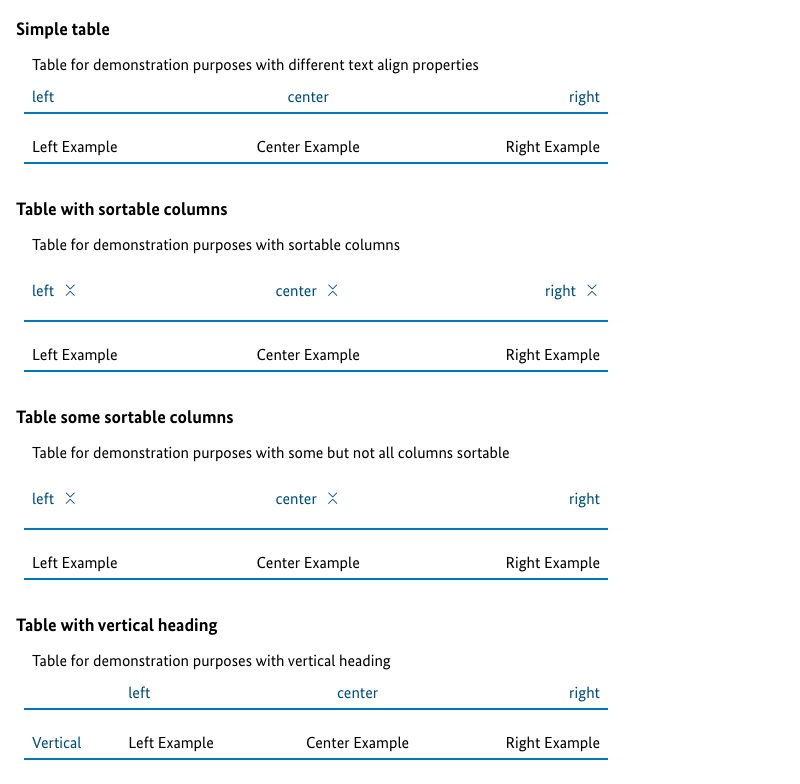 Simple table
Table for demonstration purposes with different text align properties
left center right
Left Example Center Example Right Example
Table with sortable columns
Table for demonstration purposes with sortable columns
left center right
Left Example Center Example Right Example
Table some sortable columns
Table for demonstration purposes with some but not all columns sortable
left center right
Left Example Center Example Right Example
Table with vertical heading
Table for demonstration purposes with vertical heading
left center right
Vertical Left Example Center Example Right Example